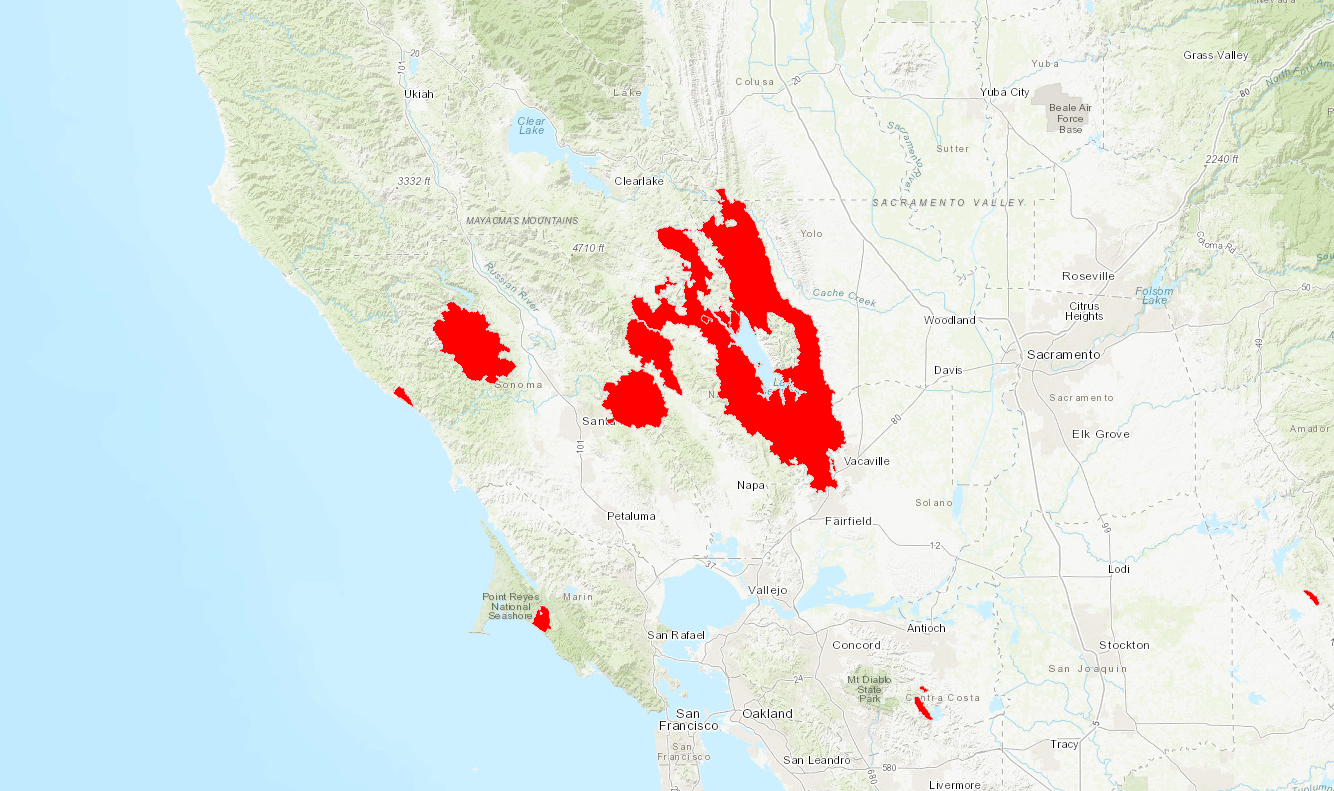 Nevada
Grass Valley
20
101
Yuba
Lake
Colusa
20
Ukiah
Yuba City
80
North Fork Ame
Beale Air
Force
Base
Clear
Lake
Sacramento River
Sutter
2240 ft
3332 ft
Clearlake
SACRAMENTO VALLEY
MAYACMAS MOUNTAINS
Yolo
Coloma Rd
4710 ft
Russian River
Roseville
Cache Creek
Folsom
Lake
50
Citrus
Heights
Woodland
49
Sacramento
Davis
Sonoma
La
N
Sacramento
Santa
80
Amador
Elk Grove
101
Vacaville
Napa
Solano
Petaluma
Fairfield
99
12
37
Lodi
Vallejo
Point Reyes
National
Seashore
Marin
Antioch
San Rafael
Concord
Stockton
San Joaquin
24
Mt Diablo
State
Park
Contra Costa
San
Francisco
Oakland
5
San
Francisco
Tracy
San Leandro
580
680
Livermore
Tuolumn